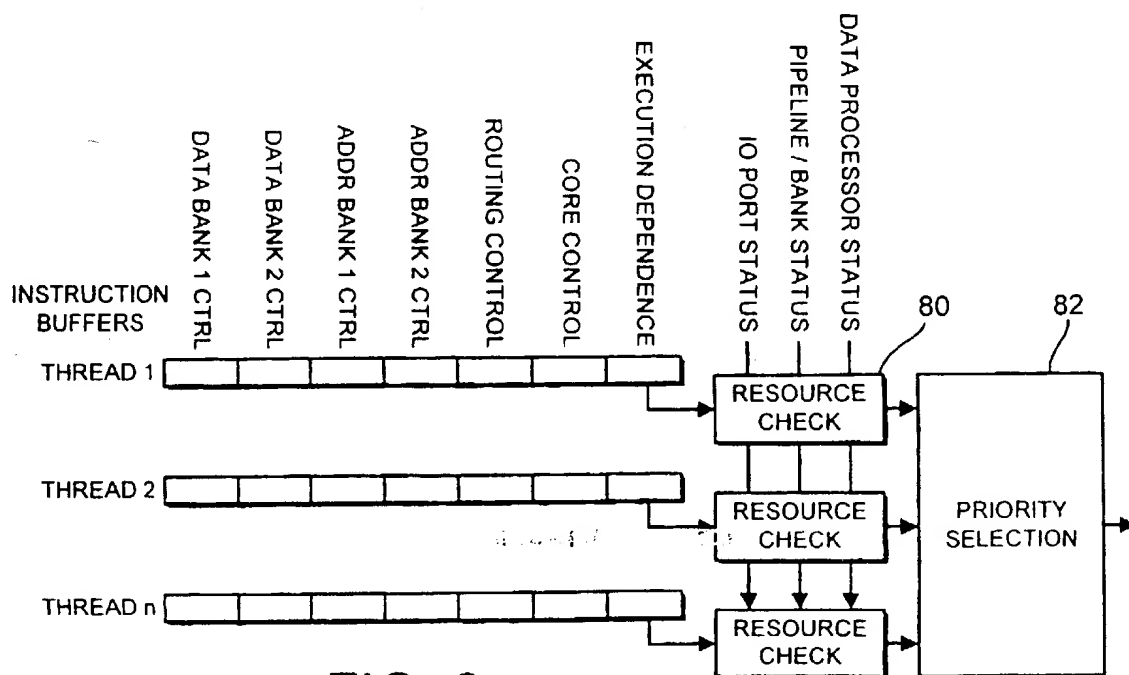 DATA BANK 1 CTRL
DATA BANK 2 CTRL
ADDR BANK 1 CTRL
ADDR BANK 2 CTRL
ROUTING CONTROL
CORE CONTROL
EXECUTION DEPENDENCE
IO PORT STATUS
PIPELINE / BANK STATUS
DATA PROCESSOR STATUS
INSTRUCTION
BUFFERS
80
82
THREAD 1
RESOURCE
CHECK
THREAD 2
RESOURCE
CHECK
PRIORITY
SELECTION
THREAD n
RESOURCE
CHECK